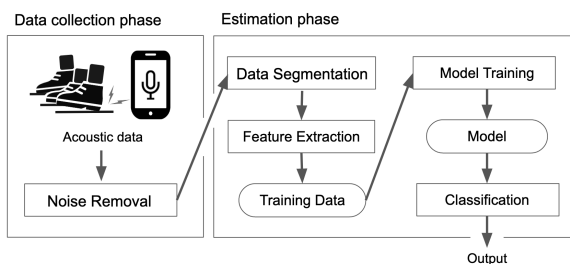 Data collection phase
Acoustic data
Noise Removal
Estimation phase
Data Segmentation
Feature Extraction
Training Data
Model Training
Model
Classification
Output